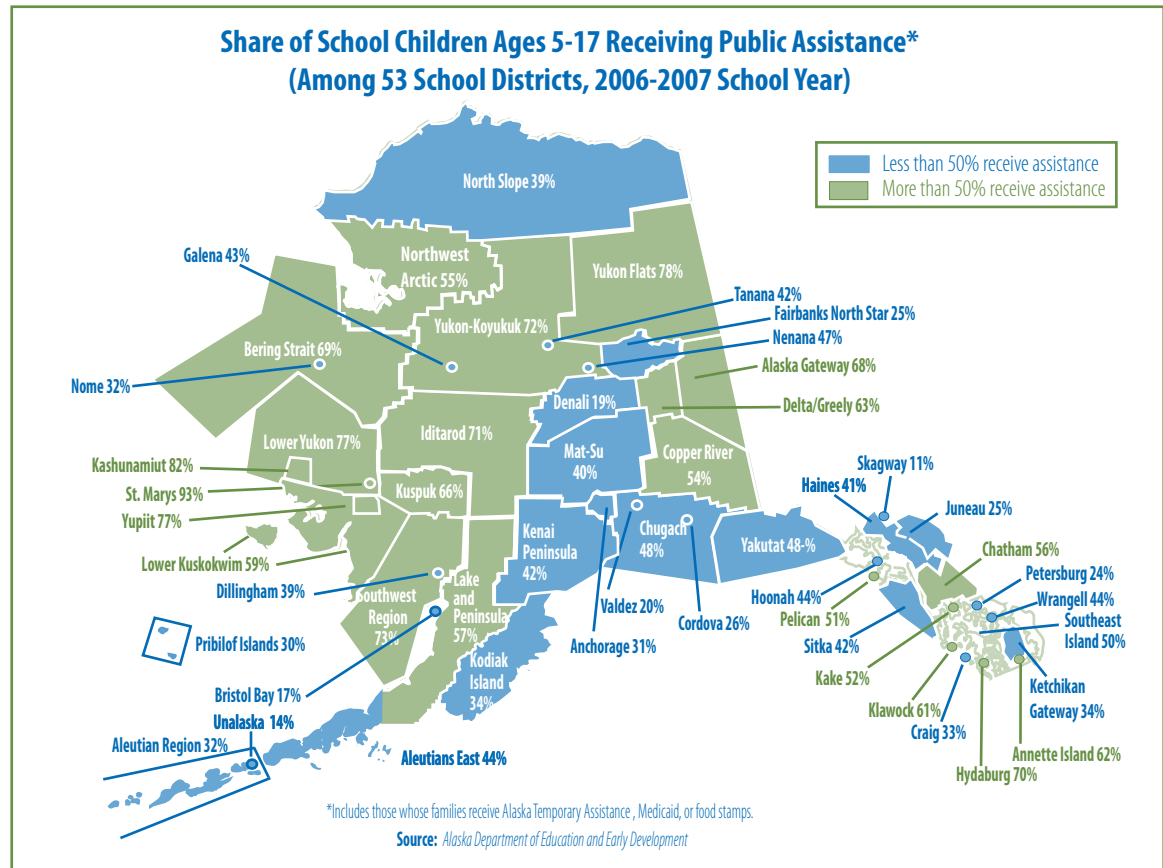 Share of School Children Ages 5-17 Receiving Public Assistance*
(Among 53 School Districts, 2006-2007 School Year)
Less than 50% receive assistance
More than 50% receive assistance
North Slope 39%
Northwest
Arctic 55%
Galena 43%
Yukon Flats 78%
Tanana 42%
Fairbanks North Star 25%
Nenana 47%
Yukon-Koyukuk 72%
Bering Strait 69%
Nome 32%
Alaska Gateway 68%
Delta/Greely 63%
Denali 19%
Iditarod 71%
Lower Yukon 77%
Mat-Su
40%
Copper River
54%
Kashunamiut 82%
St. Marys 93%
Yupiit 77%
Kuspuk 66%
Lower Kuskokwim 59%
Dillingham 39%
Kenai
Peninsula
42%
Chugach
48%
Yakutat 48-%
Skagway 11%
Haines 41%
Juneau 25%
Chatham 56%
Petersburg 24%
Wrangell 44%
Southeast
Island 50%
Hoonah 44%
Pelican 51%
Sitka 42%
Kake 52%
Klawock 61%
Craig 33%
Ketchikan
Gateway 34%
Annette Island 62%
Hydaburg 70%
Valdez 20%
Cordova 26%
Anchorage 31%
Southwest
Region
73%
Lake
and
Peninsula
57%
Kodiak
Island
34%
Pribilof Islands 30%
Bristol Bay 17%
Unalaska 14%
Aleutian Region 32%
Aleutians East 44%
*Includes those whose families receive Alaska Temporary Assistance , Medicaid, or food stamps.
Source: Alaska Department of Education and Early Development